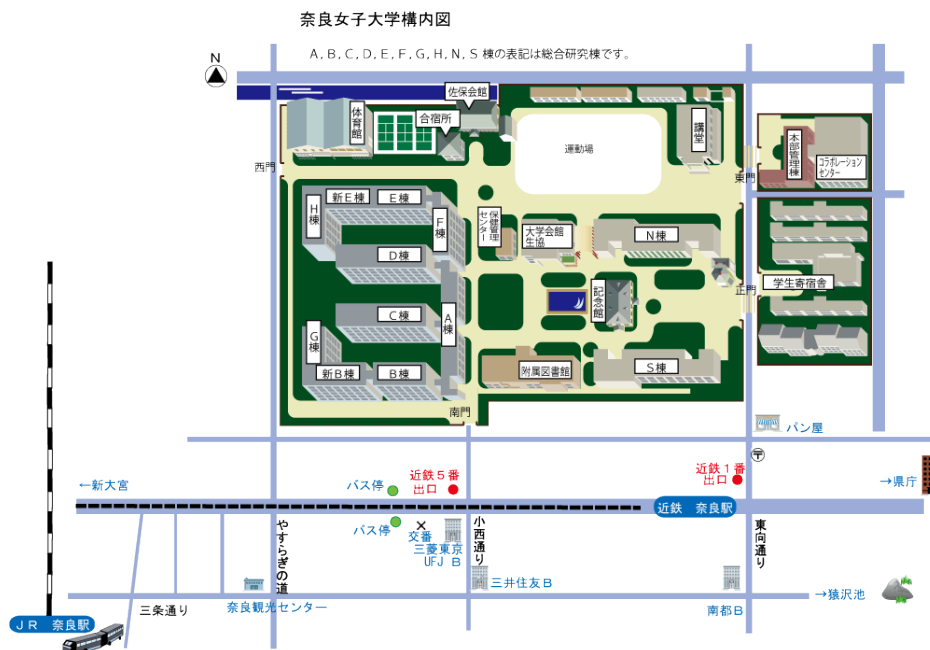 奈良女子大学構内図
A,B,C,D,E,F,G,H,N,S 棟の表記は総合研究棟です。
N
佐保会館
体育館
合宿所
講堂
運動場
本部管理棟
コラボレーション
センター
西門
東門
新E棟
E棟
H棟
F棟
保健管理
センター
大学会館
生協
N棟
D棟
正門
学生寄宿舎
記念館
C棟
A棟
G棟
新B棟
B棟
附属図書館
S棟
南門
パン屋
〒
近鉄5番
出口
近鉄1番
出口
←新大宮
バス停
→県庁
近鉄 奈良駅
バス停
交番
三菱東京
UFJ B
やすらぎの道
小西通り
東向通り
三井住友B
奈良観光センター
三条通り
南都B
→猿沢池
JR 奈良駅